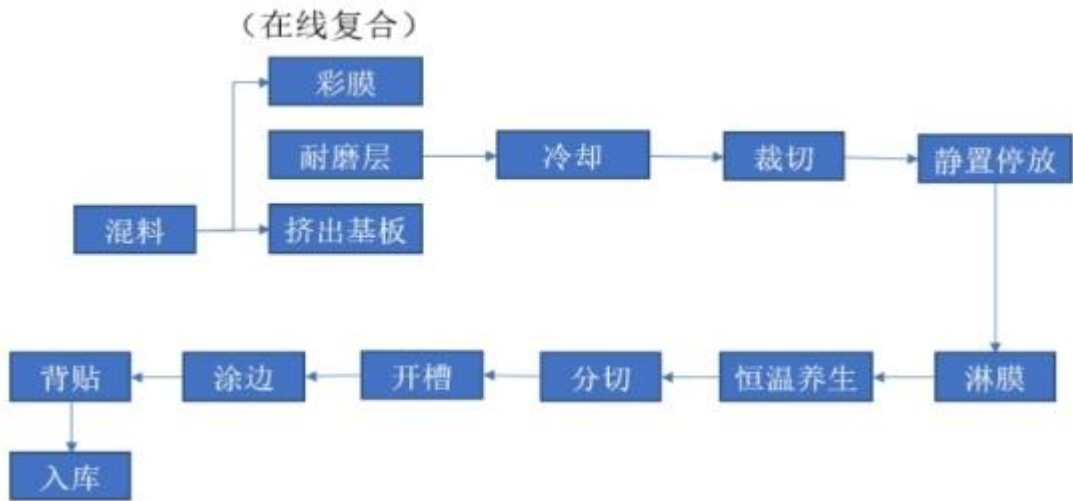 （在线复合）
彩膜
耐磨层
冷却
裁切
静置停放
混料
挤出基板
背贴
涂边
开槽
分切
恒温养生
淋膜
入库